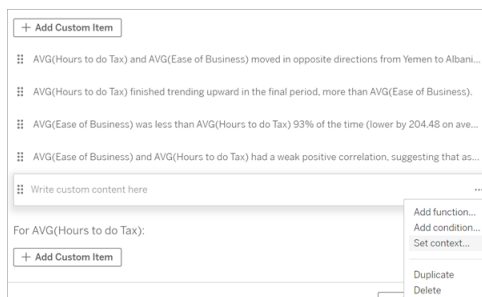 + Add Custom Item
AVG(Hours to do Tax) and AVG(Ease of Business) moved in opposite directions from Yemen to Albani...
AVG(Hours to do Tax) finished trending upward in the final period, more than AVG(Ease of Business).
AVG(Ease of Business) was less than AVG(Hours to do Tax) 93% of the time (lower by 204.48 on ave...
AVG(Ease of Business) and AVG(Hours to do Tax) had a weak positive correlation, suggesting that as...
Write custom content here
Add function...
Add condition...
Set context...
Duplicate
Delete
For AVG(Hours to do Tax):
+ Add Custom Item